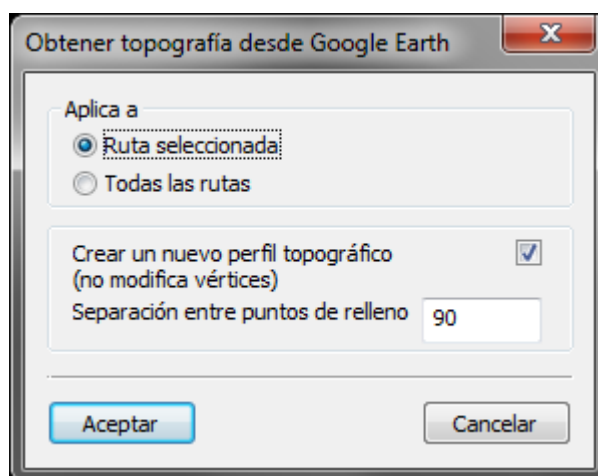 Obtener topografía desde Google Earth
Aplica a
Ruta seleccionada
Todas las rutas
Crear un nuevo perfil topográfico
(no modifica vértices)
Separación entre puntos de relleno 90
Aceptar Cancelar